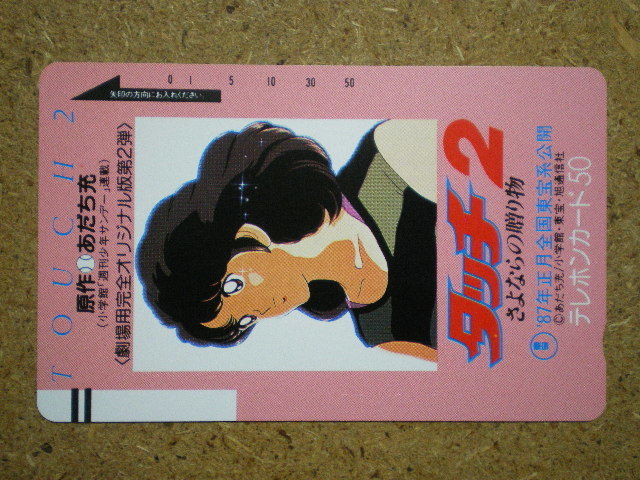 矢印の方向にお入れください
0 1 5 10 30 50
TOUCH 2
原作 あだち充
(小学館「週刊少年サンデー」連載)
〈劇場用完全オリジナル版第2弾〉
タッチ2
さよならの贈り物
'87年正月全国東宝系公開
©あだち充/小学館・東宝・旭通信社
テレホンカード50